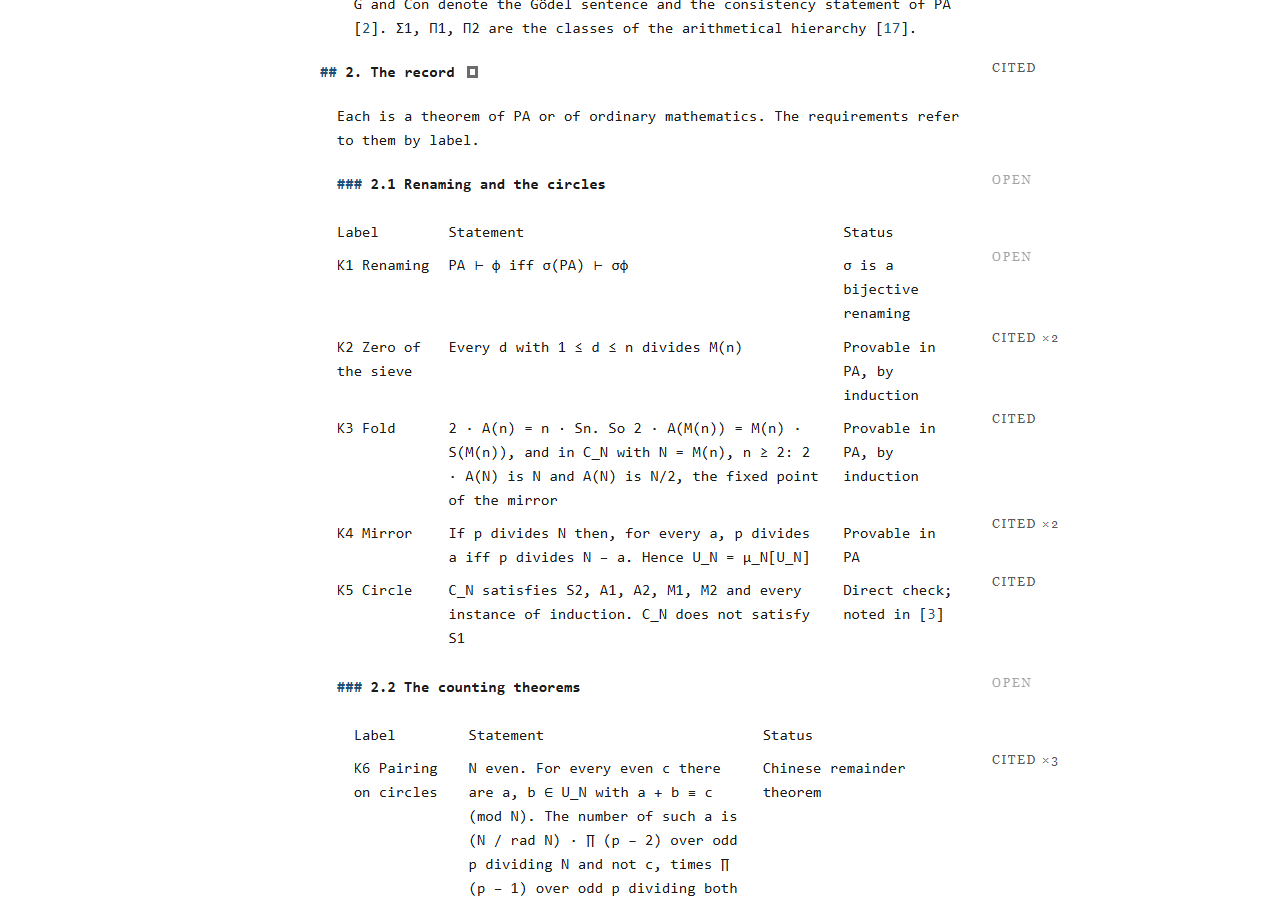 G and Con denote the Gödel sentence and the consistency statement of PA
[2]. Σ1, Π1, Π2 are the classes of the arithmetical hierarchy [17].
## 2. The record
CITED
Each is a theorem of PA or of ordinary mathematics. The requirements refer
to them by label.
### 2.1 Renaming and the circles
OPEN
Label Statement Status
K1 Renaming PA ⊢ ϕ iff σ(PA) ⊢ σϕ σ is a OPEN
bijective
renaming
K2 Zero of Every d with 1 ≤ d ≤ n divides M(n) Provable in CITED ×2
the sieve PA, by
induction
K3 Fold 2 · A(n) = n · Sn. So 2 · A(M(n)) = M(n) · Provable in CITED
S(M(n)), and in C_N with N = M(n), n ≥ 2: 2 PA, by
· A(N) is N and A(N) is N/2, the fixed point induction
of the mirror
K4 Mirror If p divides N then, for every a, p divides Provable in CITED ×2
a iff p divides N − a. Hence U_N = μ_N[U_N] PA
K5 Circle C_N satisfies S2, A1, A2, M1, M2 and every Direct check; CITED
instance of induction. C_N does not satisfy noted in [3]
S1
### 2.2 The counting theorems
OPEN
Label Statement Status
K6 Pairing N even. For every even c there Chinese remainder CITED ×3
on circles are a, b ∈ U_N with a + b ≡ c theorem
(mod N). The number of such a is
(N / rad N) · ∏ (p − 2) over odd
p dividing N and not c, times ∏
(p − 1) over odd p dividing both